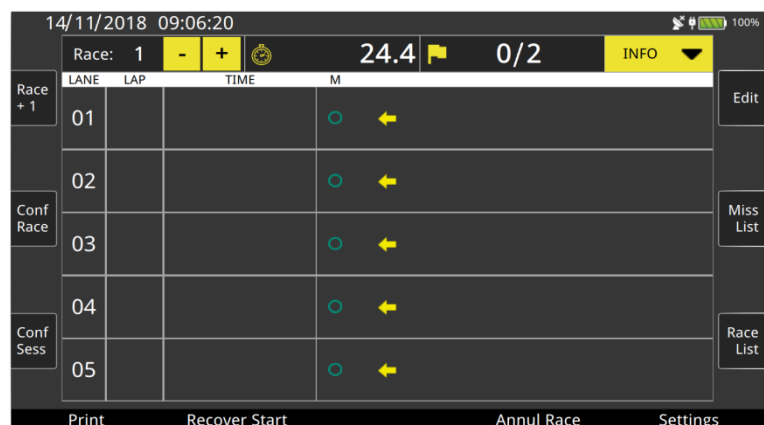 14/11/2018 09:06:20 100%
Race: 1 - + 24.4 0/2 INFO
LANE LAP TIME M
Race
+ 1
Edit
01
02
Conf
Race
Miss
List
03
04
Conf
Sess
Race
List
05
Print Recover Start Annul Race Settings